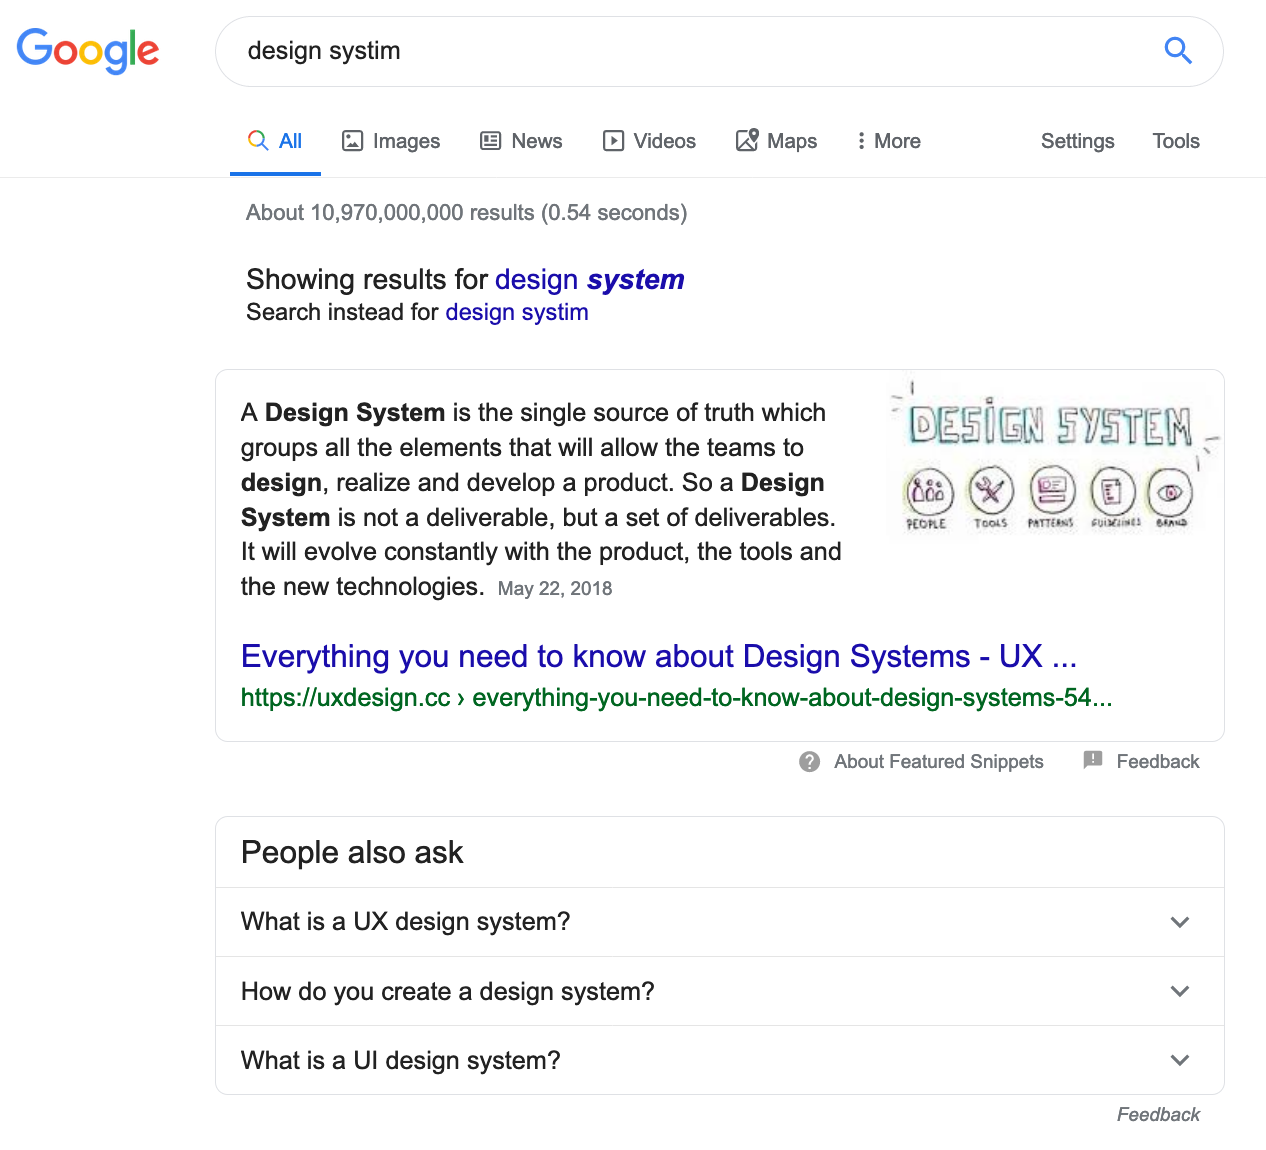 Google
design systim
All Images News Videos Maps More Settings Tools
About 10,970,000,000 results (0.54 seconds)
Showing results for design system
Search instead for design systim
A Design System is the single source of truth which
groups all the elements that will allow the teams to
design, realize and develop a product. So a Design
System is not a deliverable, but a set of deliverables.
It will evolve constantly with the product, the tools and
the new technologies. May 22, 2018
DESIGN SYSTEM
PEOPLE TOOLS PATTERNS GUIDELINES BRAND
Everything you need to know about Design Systems - UX ...
https://uxdesign.cc › everything-you-need-to-know-about-design-systems-54...
About Featured Snippets Feedback
People also ask
What is a UX design system?
How do you create a design system?
What is a UI design system?
Feedback